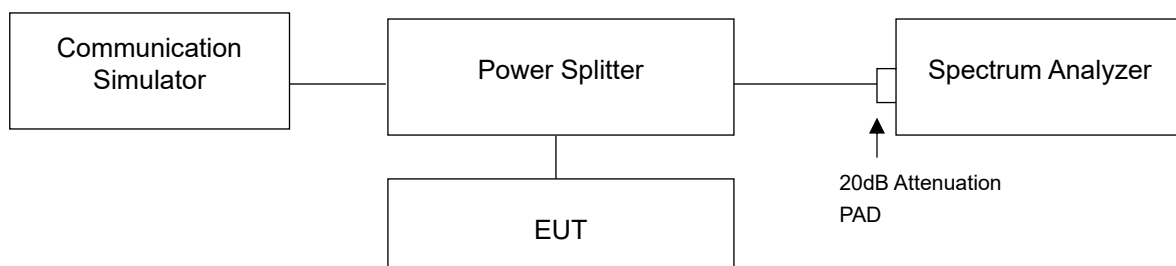 Communication
Simulator
Power Splitter
Spectrum Analyzer
20dB Attenuation
PAD
EUT